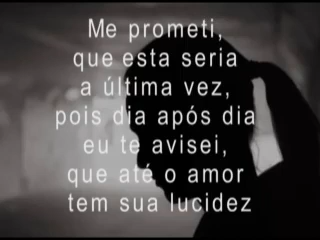 Me prometi,
que esta seria
a última vez,
pois dia após dia
eu te avisei,
que até o amor
tem sua lucidez